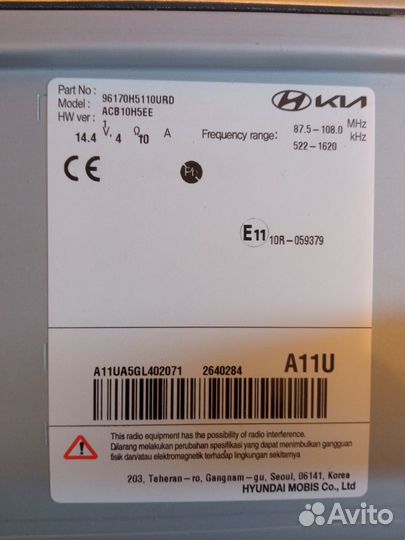 Part No : 96170H5110URD
Model: ACB10H5EE
HYUNDAI KIA
HW ver: 1
14.4 V, 4 Ω 10 A
Frequency range: 87.5-108.0 MHz
522-1620 kHz
CE
E11 10R-059379
A11UA5GL402071 2640284 A11U
This radio equipment has the possibility of radio interference.
Dilarang melakukan perubahan spesifikasi yang dapat menimbulkan gangguan
fisik dan/atau elektromagnetik terhadap lingkungan sekitarnya
203, Teheran-ro, Gangnam-gu, Seoul, 06141, Korea
HYUNDAI MOBIS Co., Ltd
Avito